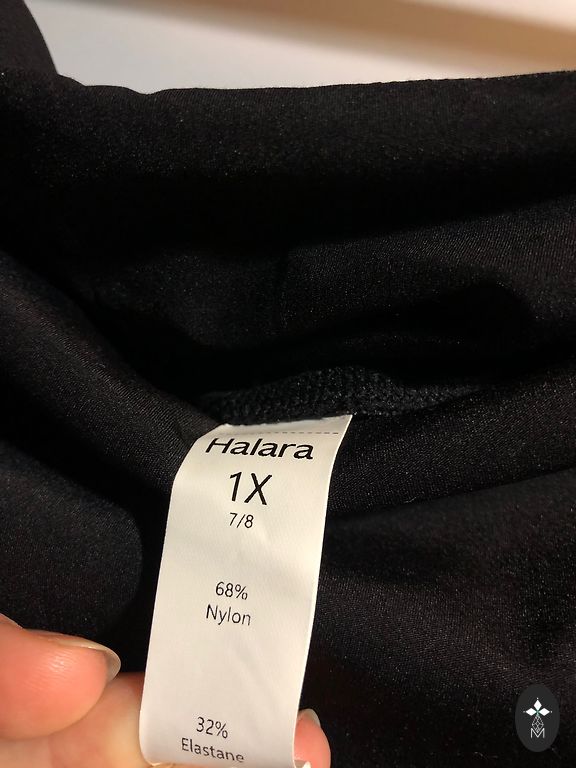 Halara
1X
7/8
68%
Nylon
32%
Elastane
M